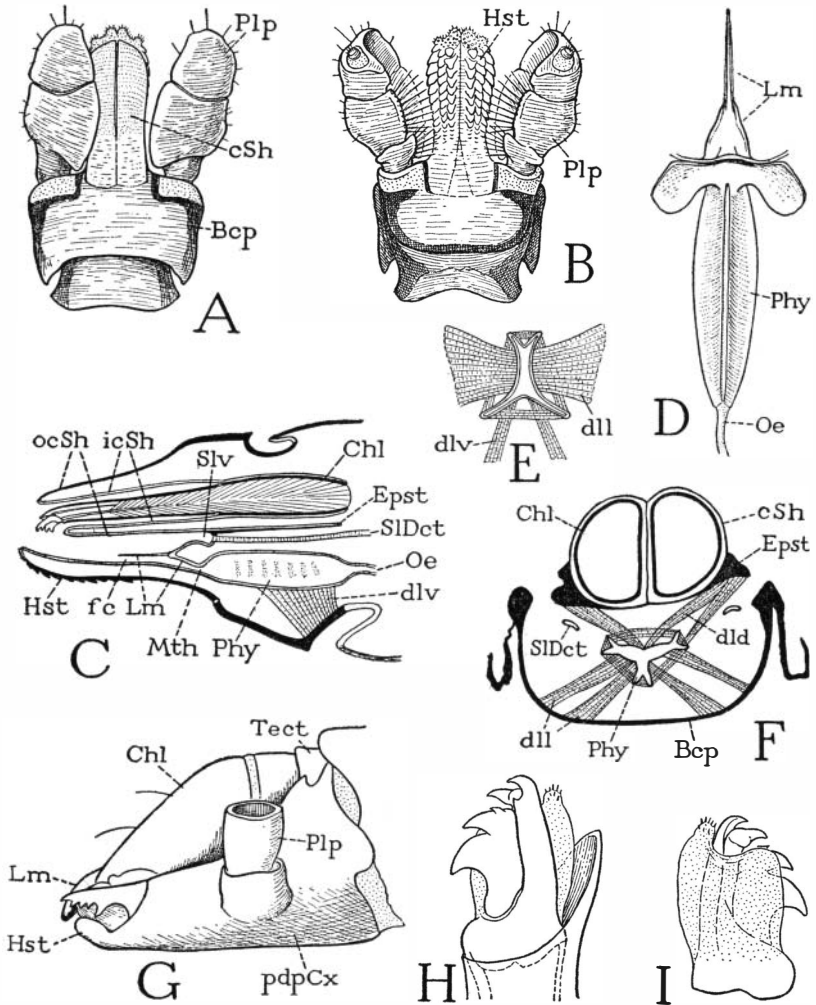 Plp
cSh
Bcp
A
Hst
Plp
B
Lm
Phy
Oe
D
dll
dlv
E
ocSh icSh
Slv
Chl
Epst
SlDct
Oe
dlv
Hst fc Lm
Mth Phy
C
Chl
cSh
Epst
SlDct
dld
dll
Phy
Bcp
F
Tect
Chl
Plp
Lm
Hst
pdpCx
G
H
I